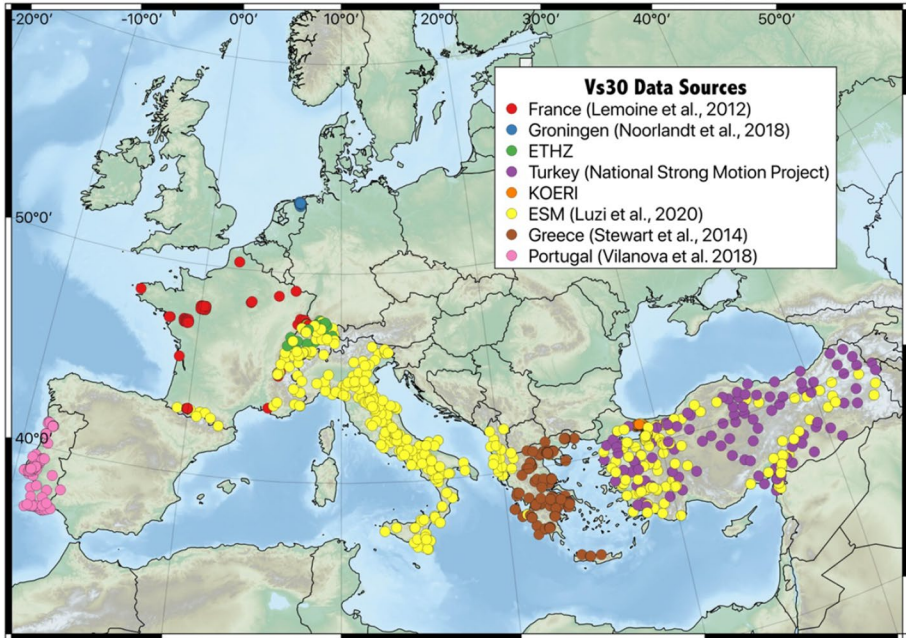 -20°0' -10°0' 0°0' 10°0' 20°0' 30°0' 40°0' 50°0'
Vs30 Data Sources
France (Lemoine et al., 2012)
Groningen (Noorlandt et al., 2018)
ETHZ
Turkey (National Strong Motion Project)
KOERI
ESM (Luzi et al., 2020)
Greece (Stewart et al., 2014)
Portugal (Vilanova et al. 2018)
50°0'
40°0'